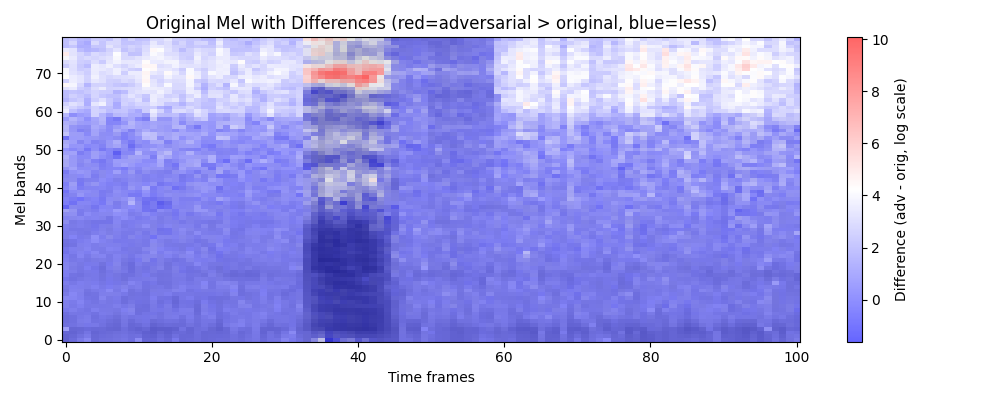 Original Mel with Differences (red=adversarial > original, blue=less)
Mel bands
70
60
50
40
30
20
10
0
0 20 40 60 80 100
Time frames
10
8
6
4
2
0
Difference (adv - orig, log scale)